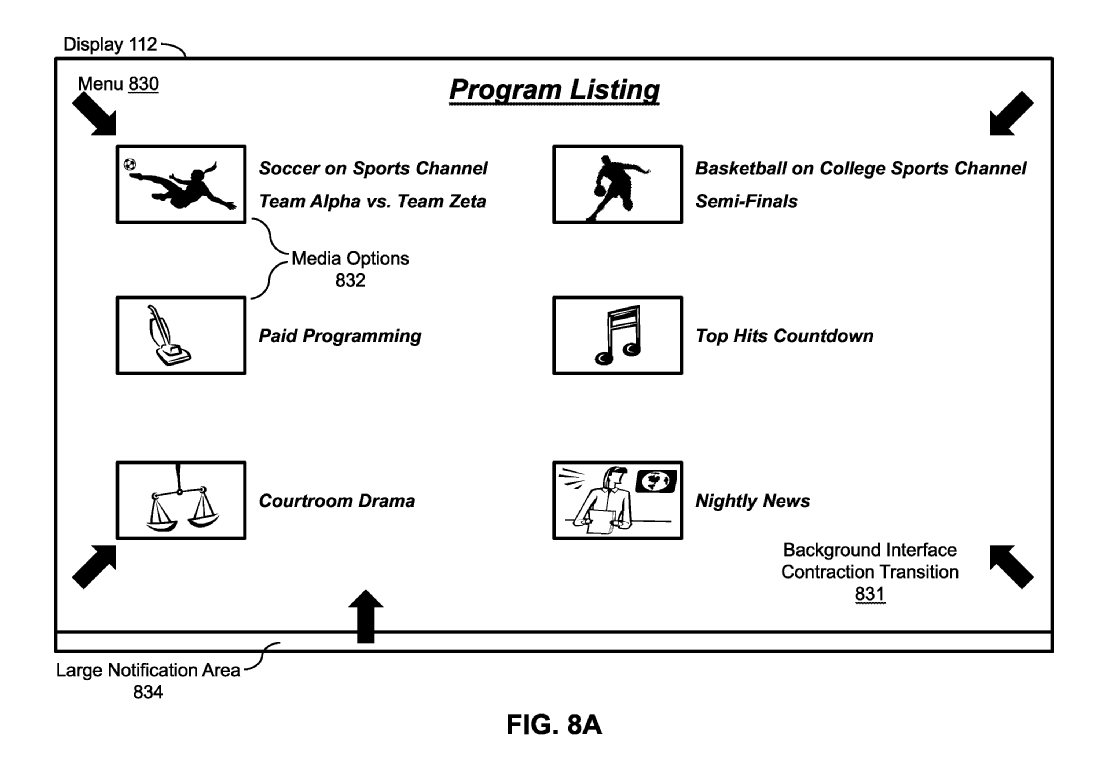 Display 112
Menu 830
Program Listing
Soccer on Sports Channel
Team Alpha vs. Team Zeta
Basketball on College Sports Channel
Semi-Finals
Media Options
832
Paid Programming
Top Hits Countdown
Courtroom Drama
Nightly News
Background Interface
Contraction Transition
831
Large Notification Area
834
FIG. 8A